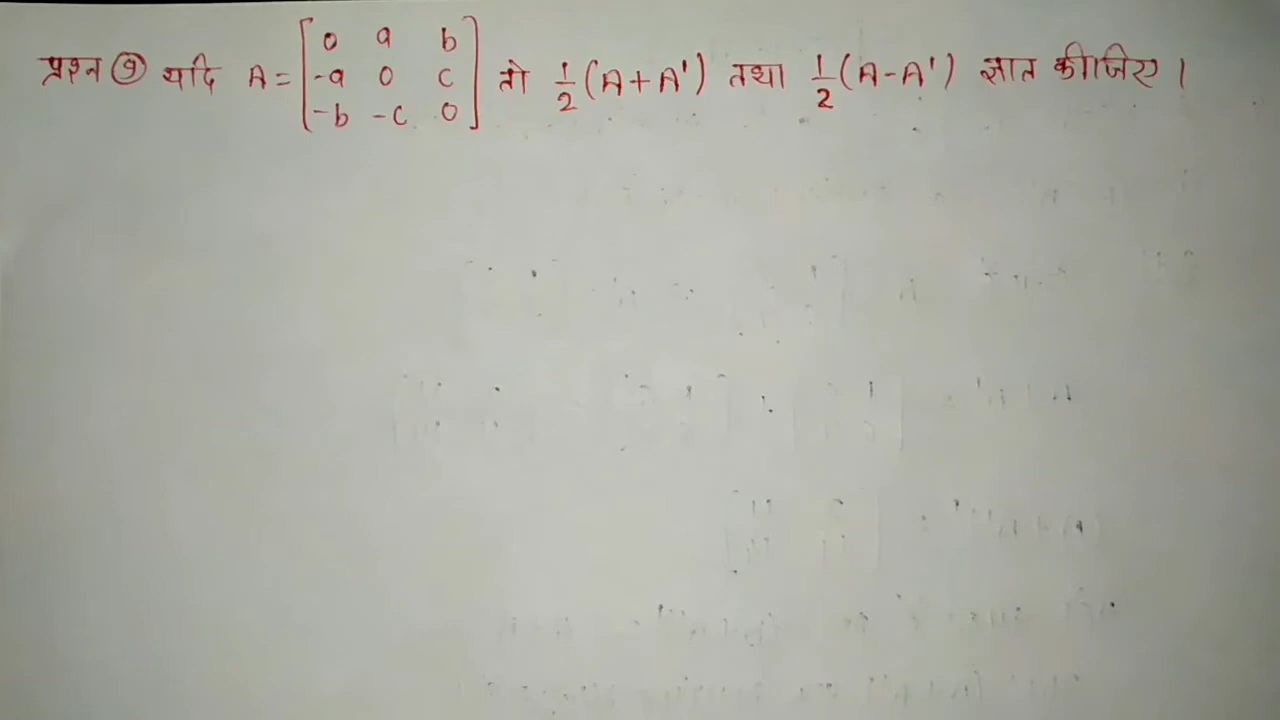 प्रश्न ⑨ यदि A = [0 a b; -a 0 c; -b -c 0] तो 1/2 (A + A') तथा 1/2 (A - A') ज्ञात कीजिए ।